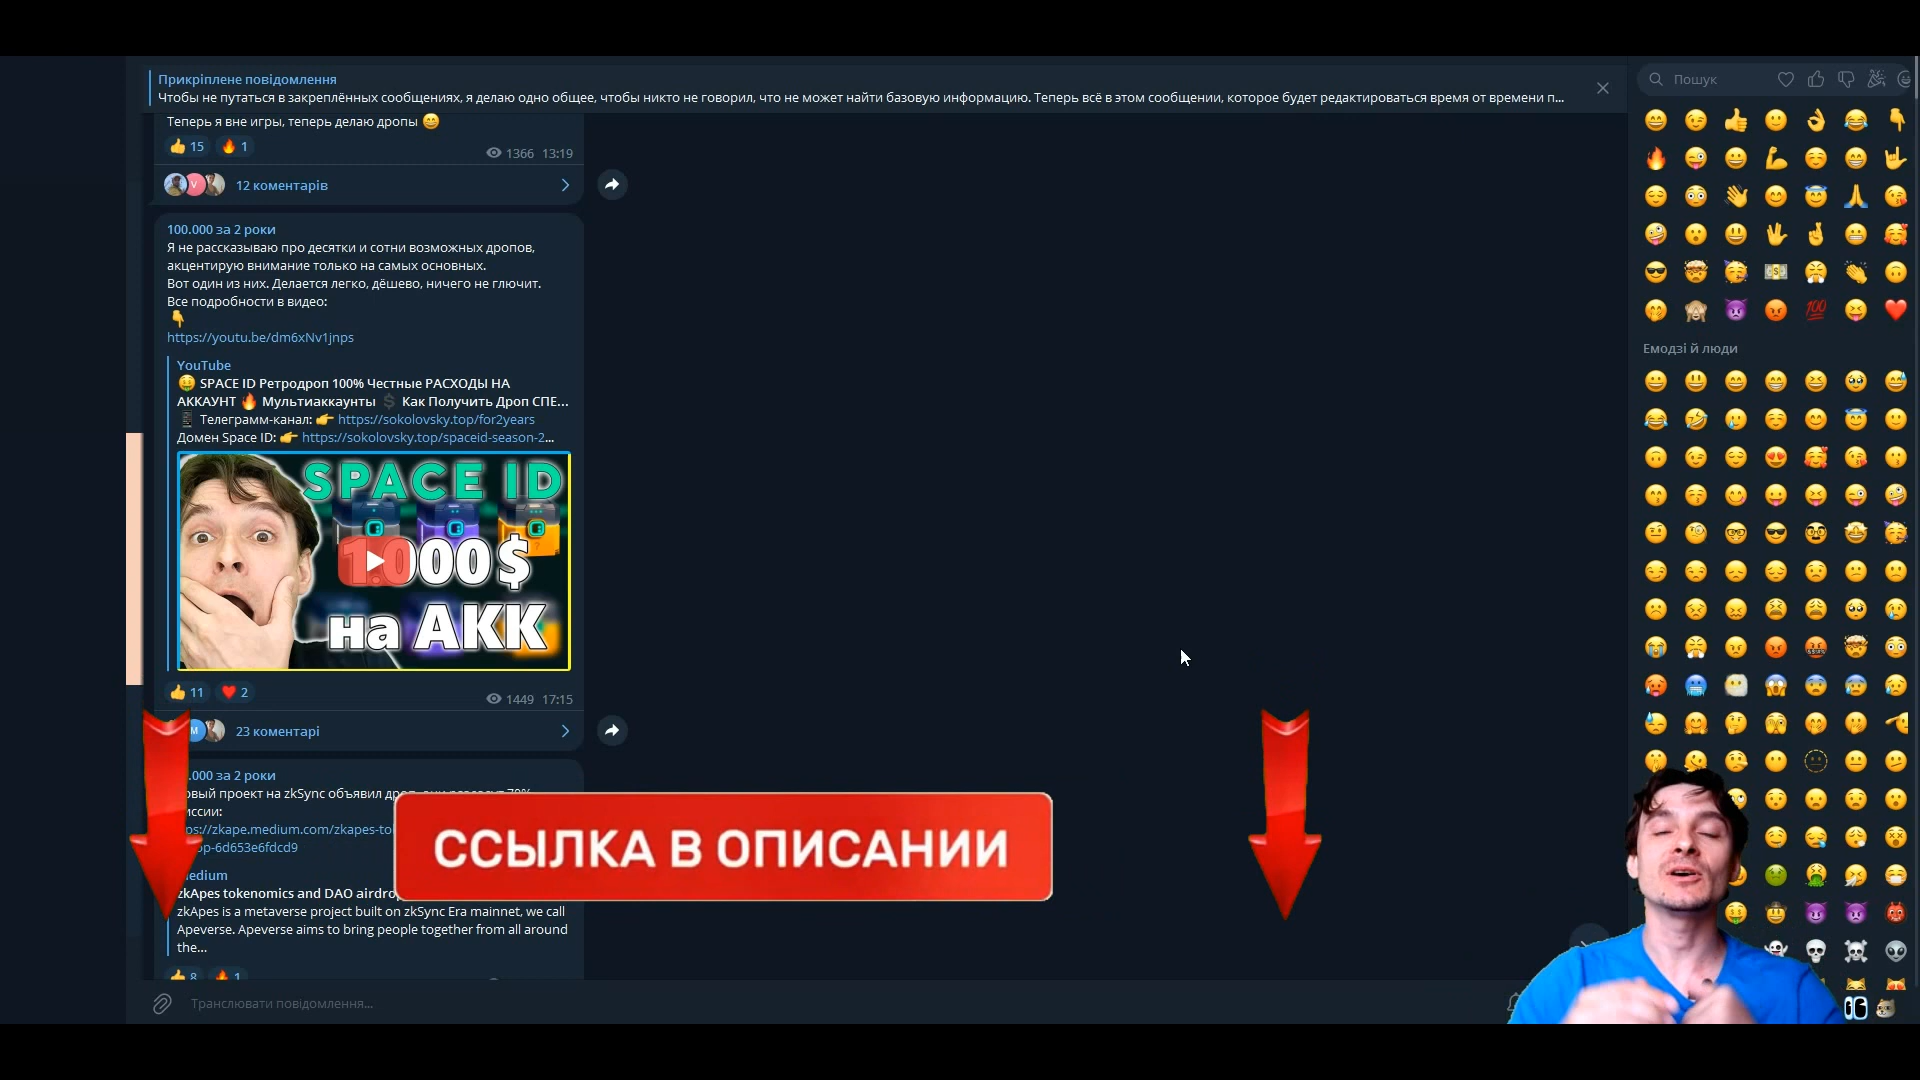 Прикріплене повідомлення
Чтобы не путаться в закреплённых сообщениях, я делаю одно общее, чтобы никто не говорил, что не может найти базовую информацию. Теперь всё в этом сообщении, которое будет редактироваться время от времени п...
Пошук
Теперь я вне игры, теперь делаю дропы
15 1
1366 13:19
12 коментарів
100.000 за 2 роки
Я не рассказываю про десятки и сотни возможных дропов,
акцентирую внимание только на самых основных.
Вот один из них. Делается легко, дёшево, ничего не глючит.
Все подробности в видео:
https://youtu.be/dm6xNv1jnps
YouTube
SPACE ID Ретродроп 100% Честные РАСХОДЫ НА
АККАУНТ Мультиаккаунты Как Получить Дроп СПЕ...
Телеграмм-канал: https://sokolovsky.top/for2years
Домен Space ID: https://sokolovsky.top/spaceid-season-2...
SPACE ID
1.000$
на АКК
11 2
1449 17:15
23 коментарі
.000 за 2 роки
zkSync объявил
https://zkape.medium.com/zkapes-to
op-6d653e6fdcd9
Medium
zkApes tokenomics and DAO airdro
zkApes is a metaverse project built on zkSync Era mainnet, we call
Apeverse. Apeverse aims to bring people together from all around
the...
8 1
Транслювати повідомлення...
Емодзі й люди
ССЫЛКА В ОПИСАНИИ